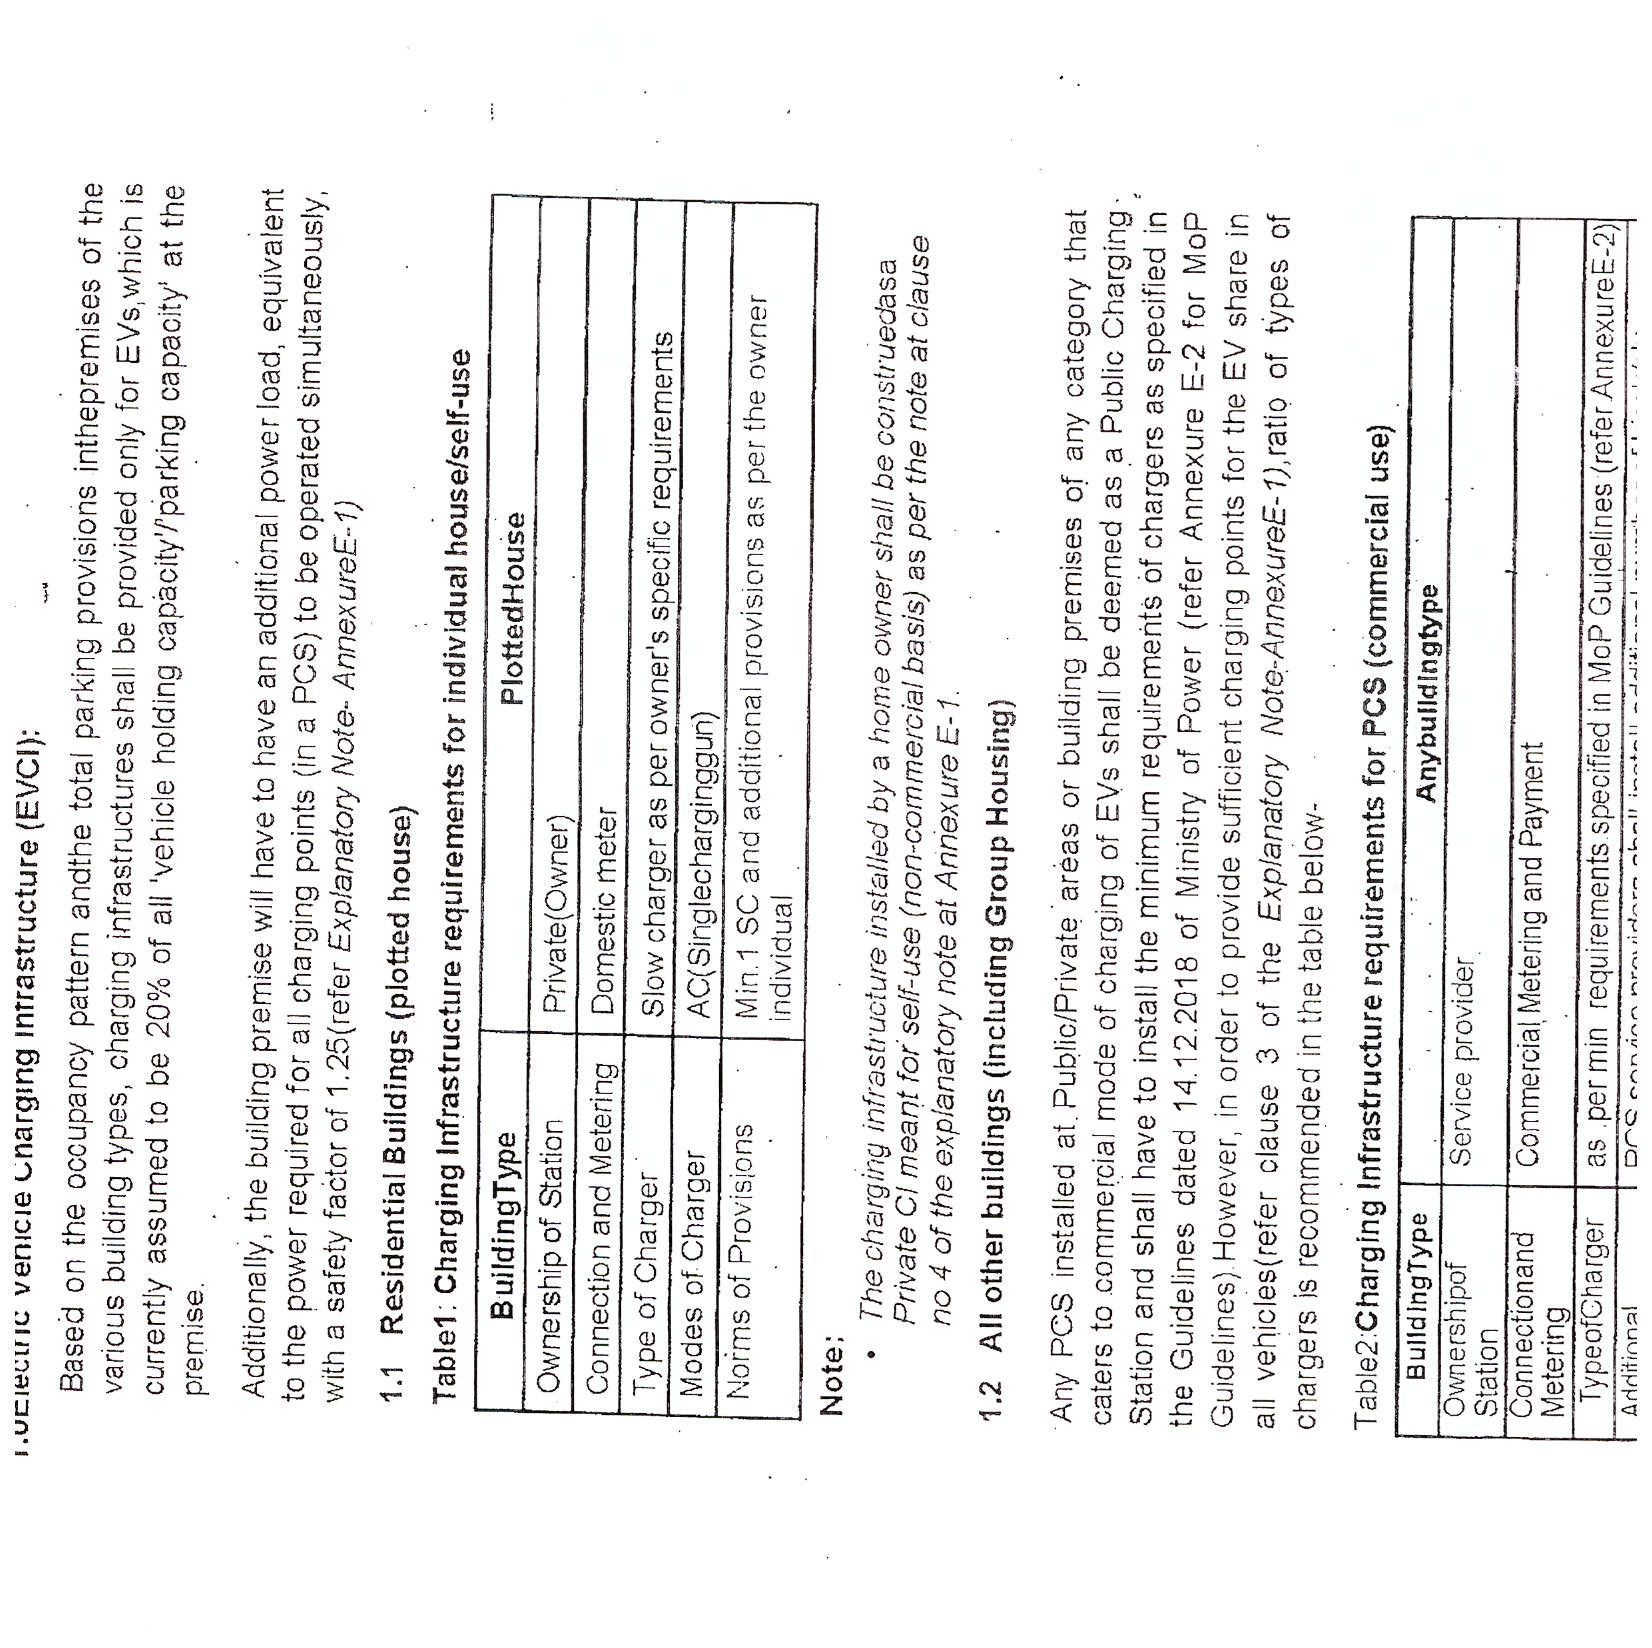 1.0Electric Vehicle Charging Infrastructure (EVCI):
Based on the occupancy pattern andthe total parking provisions inthepremises of the
various building types, charging infrastructures shall be provided only for EVs,which is
currently assumed to be 20% of all 'vehicle holding capacity'/'parking capacity' at the
premise.
Additionally, the building premise will have to have an additional power load, equivalent
to the power required for all charging points (in a PCS) to be operated simultaneously,
with a safety factor of 1.25(refer Explanatory Note- AnnexureE-1)
1.1 Residential Buildings (plotted house)
Table1: Charging Infrastructure requirements for individual house/self-use
BuildingType PlottedHouse
Ownership of Station Private(Owner)
Connection and Metering Domestic meter
Type of Charger Slow charger as per owner's specific requirements
Modes of Charger AC(Singlecharginggun)
Norms of Provisions Min.1 SC and additional provisions as per the owner
individual
Note:
• The charging infrastructure installed by a home owner shall be construedasa
Private CI meant for self-use (non-commercial basis) as per the note at clause
no 4 of the explanatory note at Annexure E-1.
1.2 All other buildings (including Group Housing)
Any PCS installed at Public/Private areas or building premises of any category that
caters to commercial mode of charging of EVs shall be deemed as a Public Charging
Station and shall have to install the minimum requirements of chargers as specified in
the Guidelines dated 14.12.2018 of Ministry of Power (refer Annexure E-2 for MoP
Guidelines).However, in order to provide sufficient charging points for the EV share in
all vehicles(refer clause 3 of the Explanatory Note-AnnexureE-1),ratio of types of
chargers is recommended in the table below-
Table2:Charging Infrastructure requirements for PCS (commercial use)
BuildingType Anybuildingtype
Ownershipof
Station Service provider
Connectionand
Metering Commercial Metering and Payment
TypeofCharger as per min requirements specified in MoP Guidelines (refer AnnexureE-2)
Additional PCS service providers shall install additional